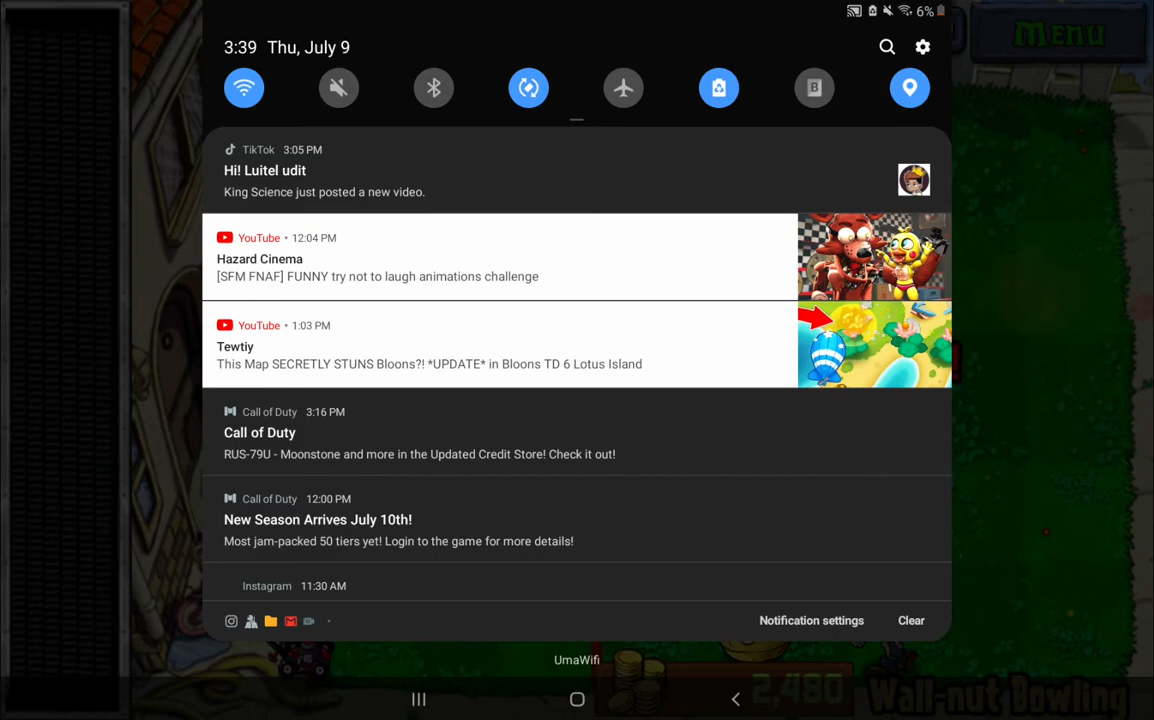 6%
Menu
3:39 Thu, July 9
TikTok 3:05 PM
Hi! Luitel udit
King Science just posted a new video.
YouTube • 12:04 PM
Hazard Cinema
[SFM FNAF] FUNNY try not to laugh animations challenge
YouTube • 1:03 PM
Tewtiy
This Map SECRETLY STUNS Bloons?! *UPDATE* in Bloons TD 6 Lotus Island
Call of Duty 3:16 PM
Call of Duty
RUS-79U - Moonstone and more in the Updated Credit Store! Check it out!
Call of Duty 12:00 PM
New Season Arrives July 10th!
Most jam-packed 50 tiers yet! Login to the game for more details!
Instagram 11:30 AM
Notification settings Clear
UmaWifi
2,480
Wall-nut Bowling